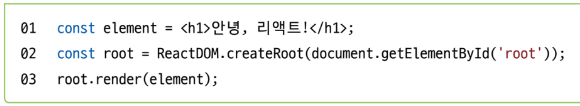 01 const element = <h1>안녕, 리액트!</h1>;
02 const root = ReactDOM.createRoot(document.getElementById('root'));
03 root.render(element);